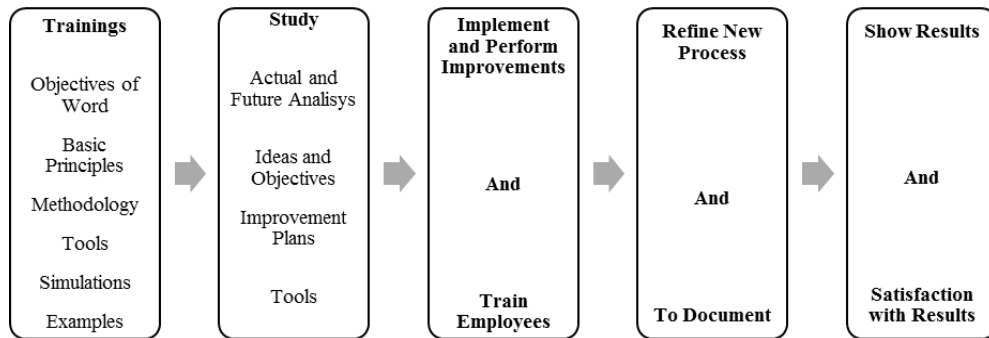 Trainings
Objectives of
Word
Basic
Principles
Methodology
Tools
Simulations
Examples
Study
Actual and
Future Analisys
Ideas and
Objectives
Improvement
Plans
Tools
Implement
and Perform
Improvements
And
Train
Employees
Refine New
Process
And
To Document
Show Results
And
Satisfaction
with Results